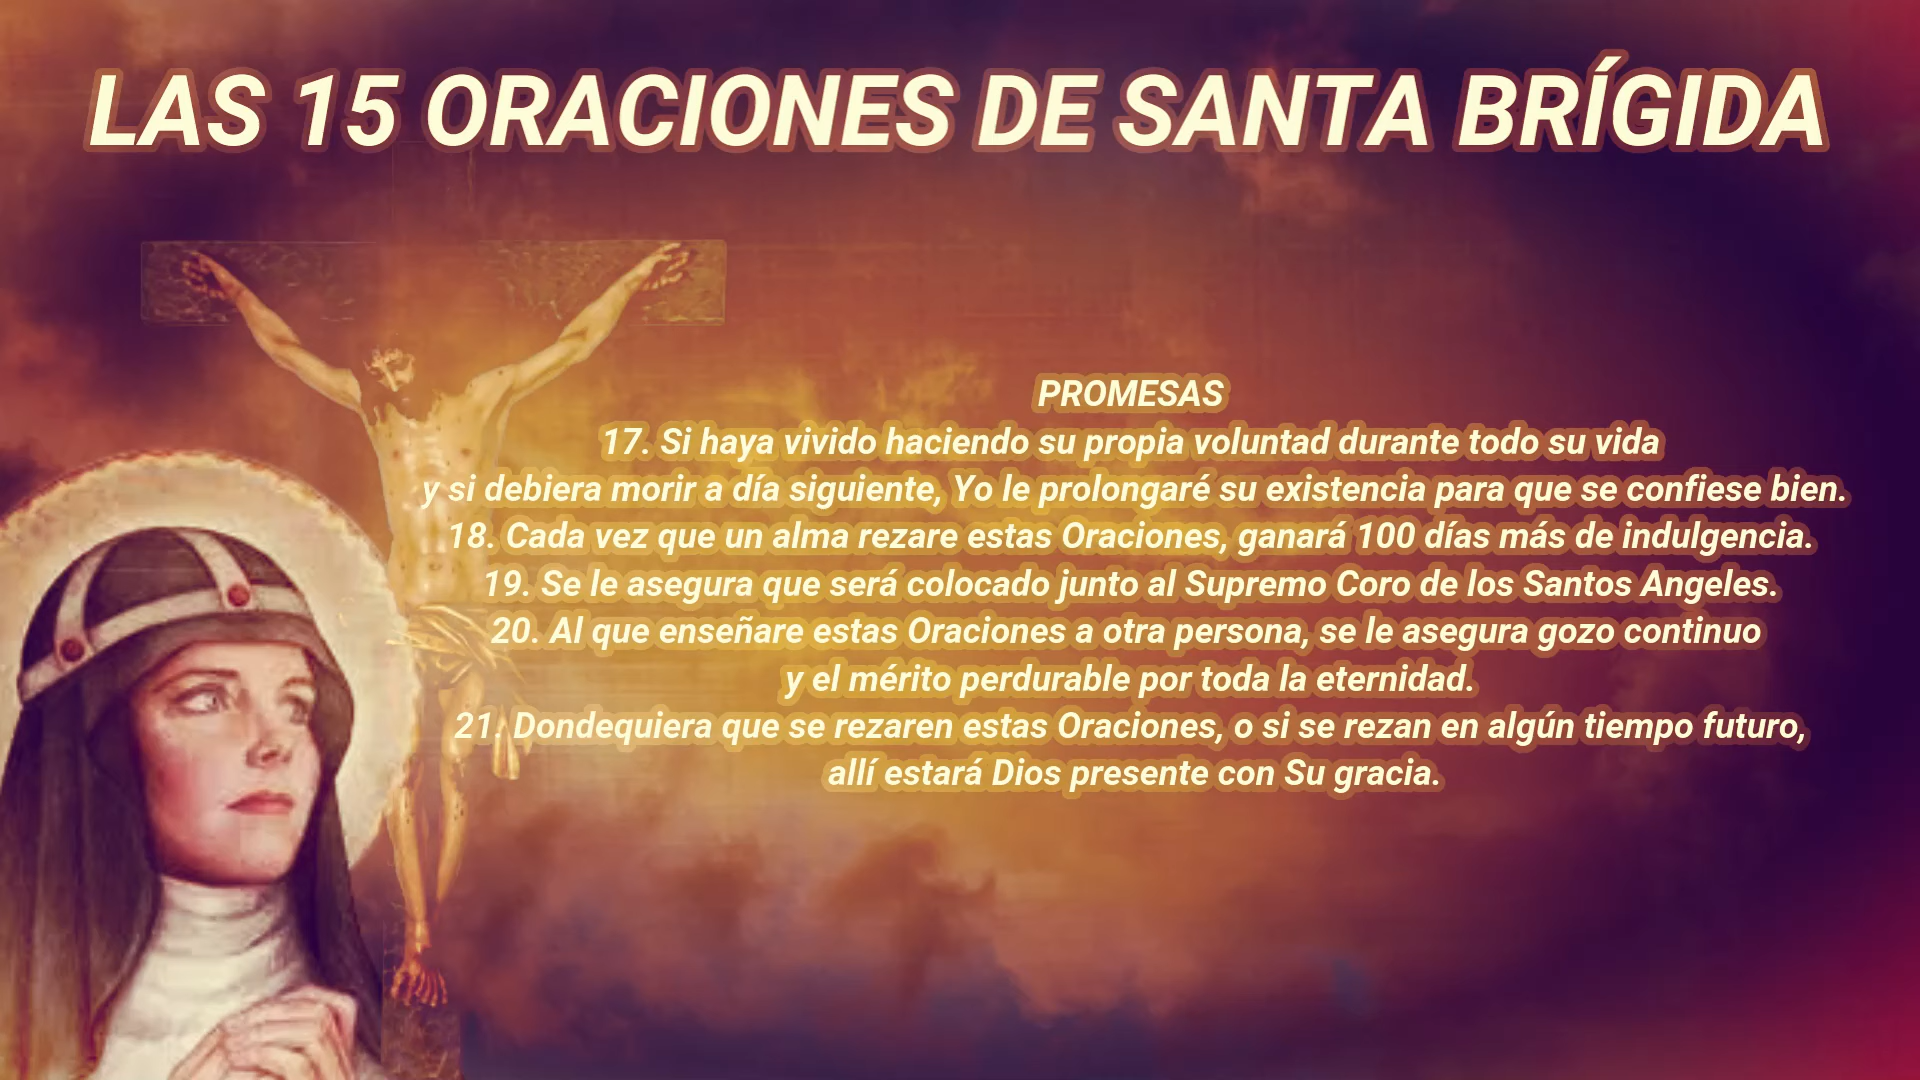 LAS 15 ORACIONES DE SANTA BRÍGIDA
PROMESAS
17. Si haya vivido haciendo su propia voluntad durante todo su vida
y si debiera morir a día siguiente, Yo le prolongaré su existencia para que se confiese bien.
18. Cada vez que un alma rezare estas Oraciones, ganará 100 días más de indulgencia.
19. Se le asegura que será colocado junto al Supremo Coro de los Santos Angeles.
20. Al que enseñare estas Oraciones a otra persona, se le asegura gozo continuo
y el mérito perdurable por toda la eternidad.
21. Dondequiera que se rezaren estas Oraciones, o si se rezan en algún tiempo futuro,
allí estará Dios presente con Su gracia.